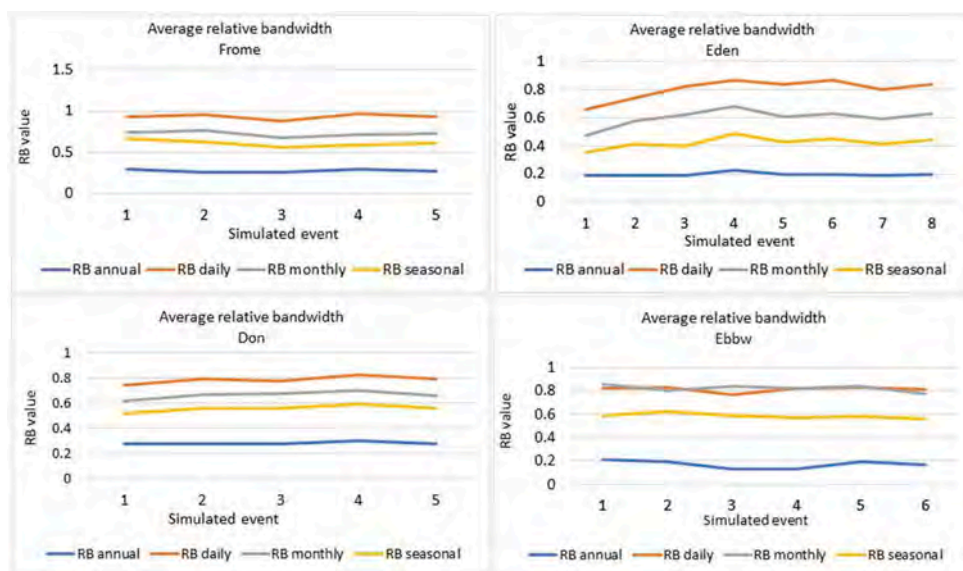 Average relative bandwidth
Frome
1.5
1
0.5
0
RB value
1 2 3 4 5
Simulated event
RB annual RB daily RB monthly RB seasonal
Average relative bandwidth
Eden
1
0.8
0.6
0.4
0.2
0
RB value
1 2 3 4 5 6 7 8
Simulated event
RB annual RB daily RB monthly RB seasonal
Average relative bandwidth
Don
1
0.8
0.6
0.4
0.2
0
RB value
1 2 3 4 5
Simulated event
RB annual RB daily RB monthly RB seasonal
Average relative bandwidth
Ebbw
1
0.8
0.6
0.4
0.2
0
RB value
1 2 3 4 5 6
Simulated event
RB annual RB daily RB monthly RB seasonal